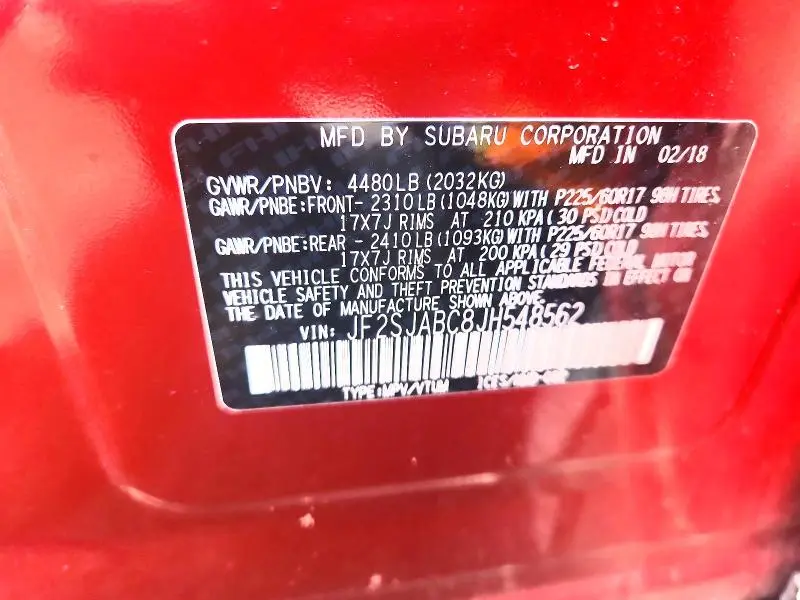 MFD BY SUBARU CORPORATION
MFD IN 02/18
GVWR/PNBV: 4480LB(2032KG)
GAWR/PNBE:FRONT- 2310LB(1048KG)WITH P225/60R17 98H TIRES,
17X7J RIMS AT 210 KPA(30 PSI)COLD
GAWR/PNBE:REAR - 2410LB(1093KG)WITH P225/60R17 98H TIRES,
17X7J RIMS AT 200 KPA(29 PSI)COLD
THIS VEHICLE CONFORMS TO ALL APPLICABLE FEDERAL MOTOR
VEHICLE SAFETY AND THEFT PREVENTION STANDARDS IN EFFECT ON
THE DATE OF MANUFACTURE SHOWN ABOVE.
VIN: JF2SJABC8JH548562
TYPE:MPV/VTUM